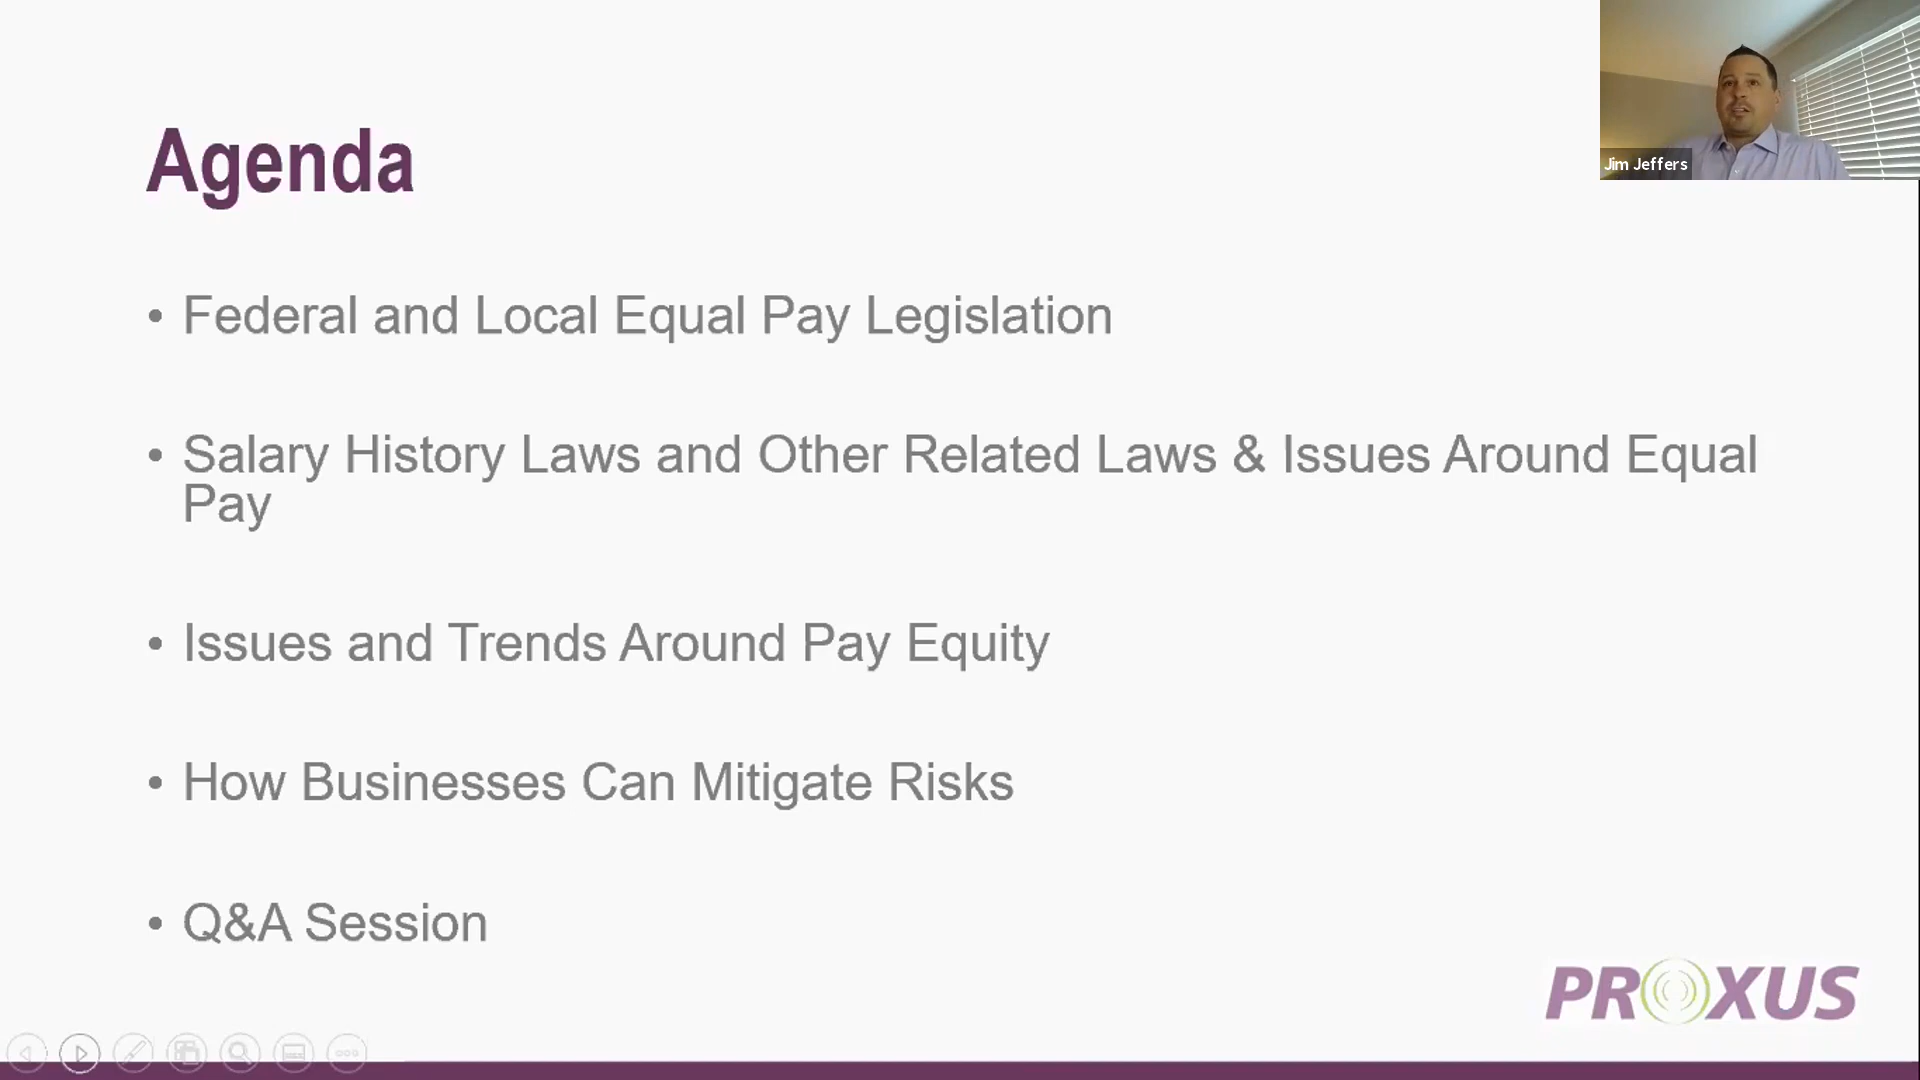 Jim Jeffers
Agenda
• Federal and Local Equal Pay Legislation
• Salary History Laws and Other Related Laws & Issues Around Equal
Pay
• Issues and Trends Around Pay Equity
• How Businesses Can Mitigate Risks
• Q&A Session
PROXUS